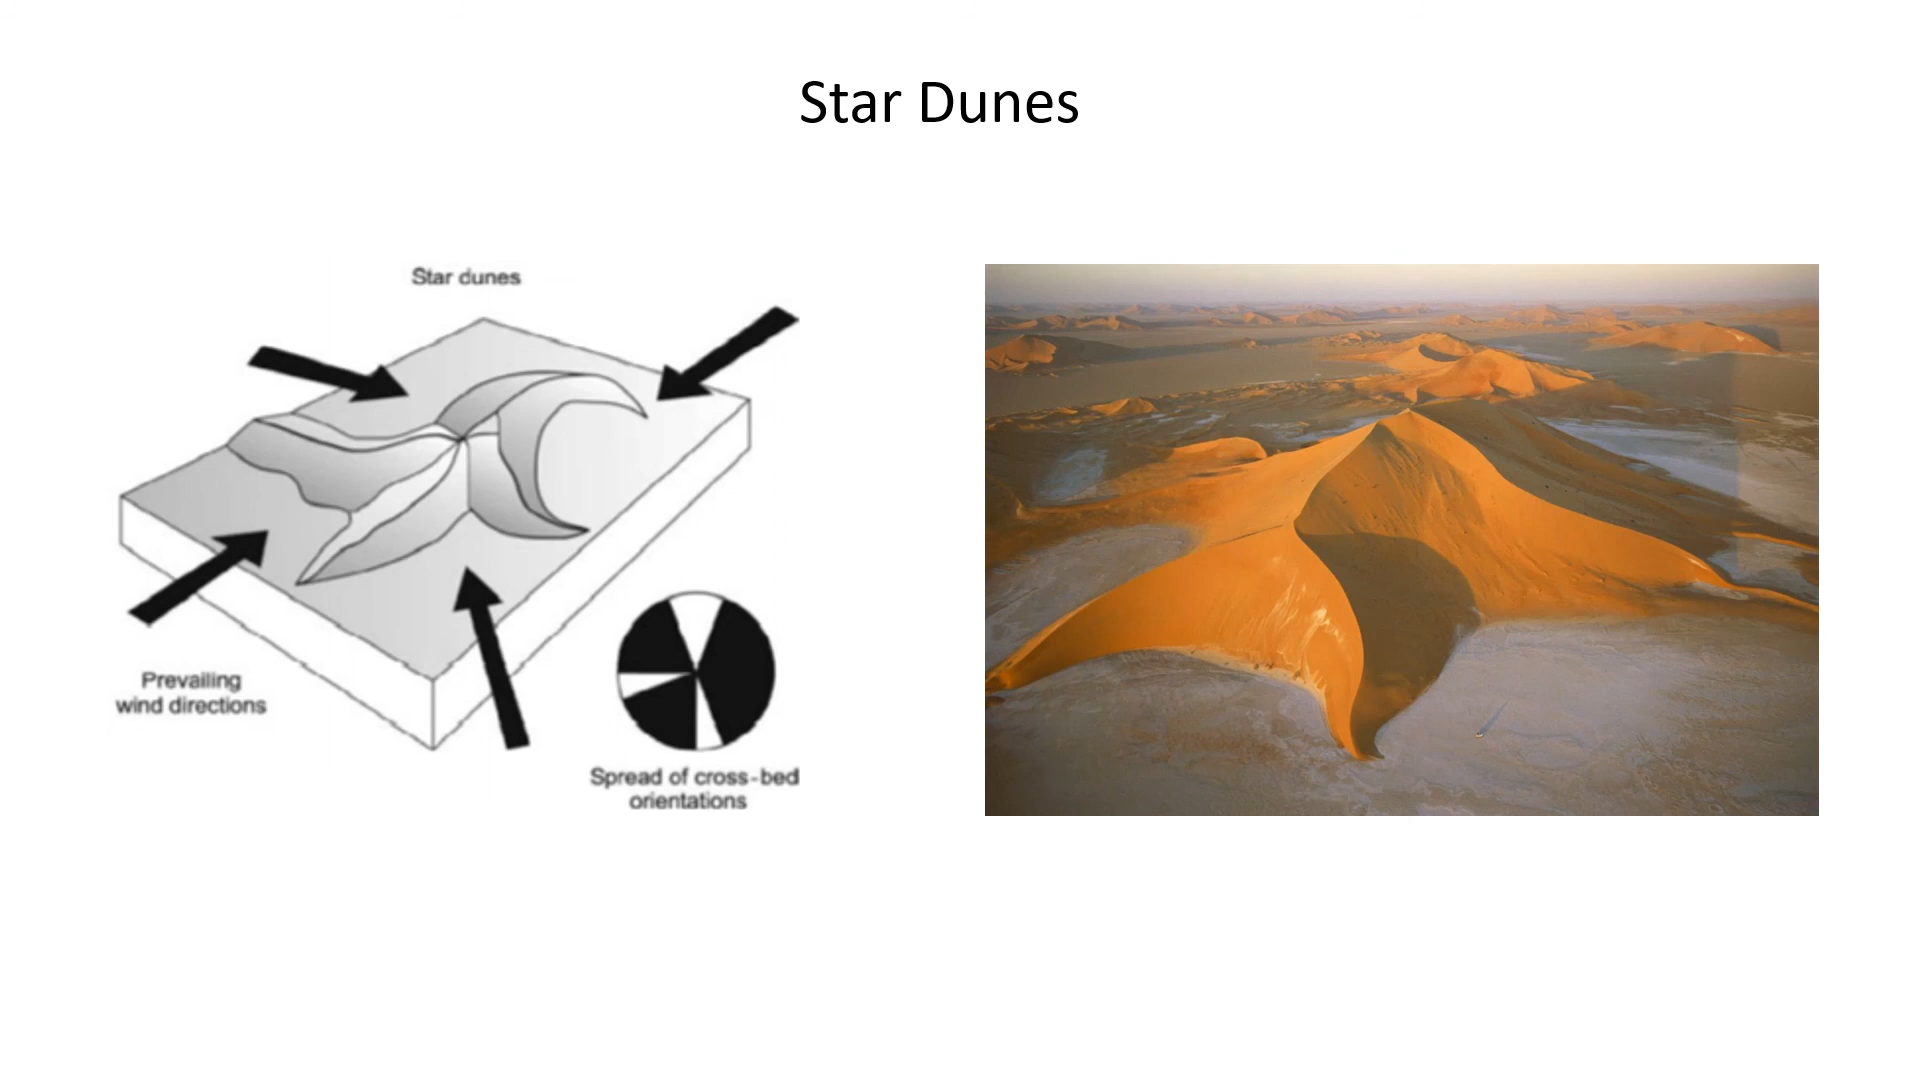 Star Dunes
Star dunes
Prevailing
wind directions
Spread of cross-bed
orientations